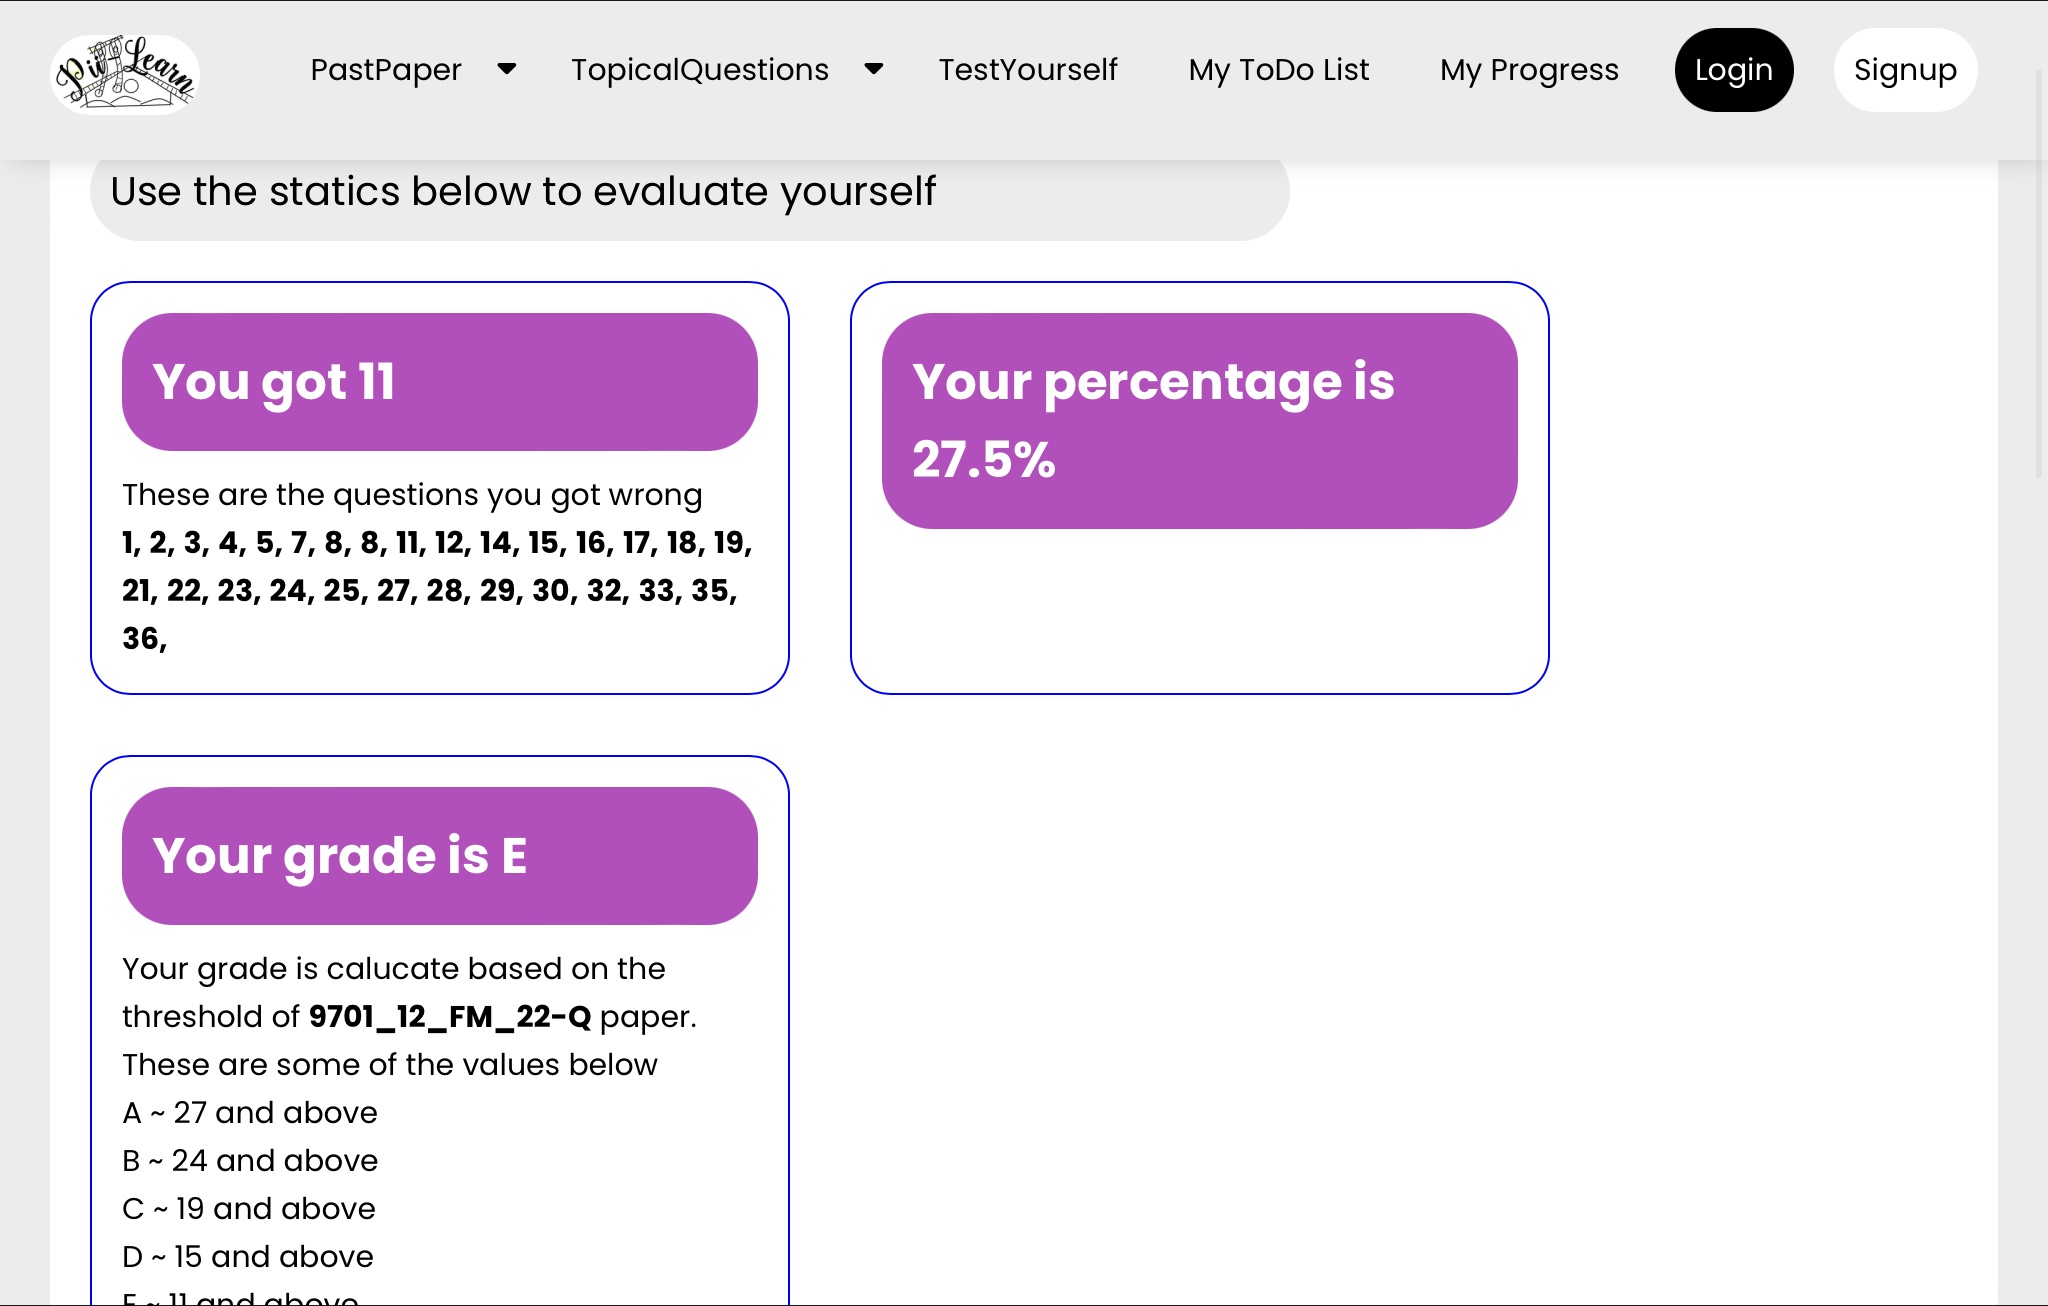 Piu Learn
PastPaper
TopicalQuestions
TestYourself
My ToDo List
My Progress
Login
Signup
Use the statics below to evaluate yourself
You got 11
These are the questions you got wrong
1, 2, 3, 4, 5, 7, 8, 8, 11, 12, 14, 15, 16, 17, 18, 19,
21, 22, 23, 24, 25, 27, 28, 29, 30, 32, 33, 35,
36,
Your percentage is
27.5%
Your grade is E
Your grade is calucate based on the
threshold of 9701_12_FM_22-Q paper.
These are some of the values below
A ~ 27 and above
B ~ 24 and above
C ~ 19 and above
D ~ 15 and above
E ~ 11 and above